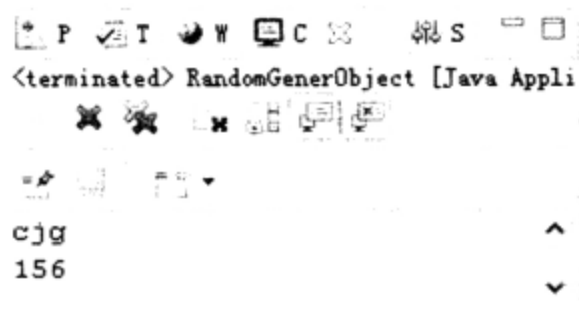 P T W C S
<terminated> RandomGenerObject [Java Appli
cjg
156